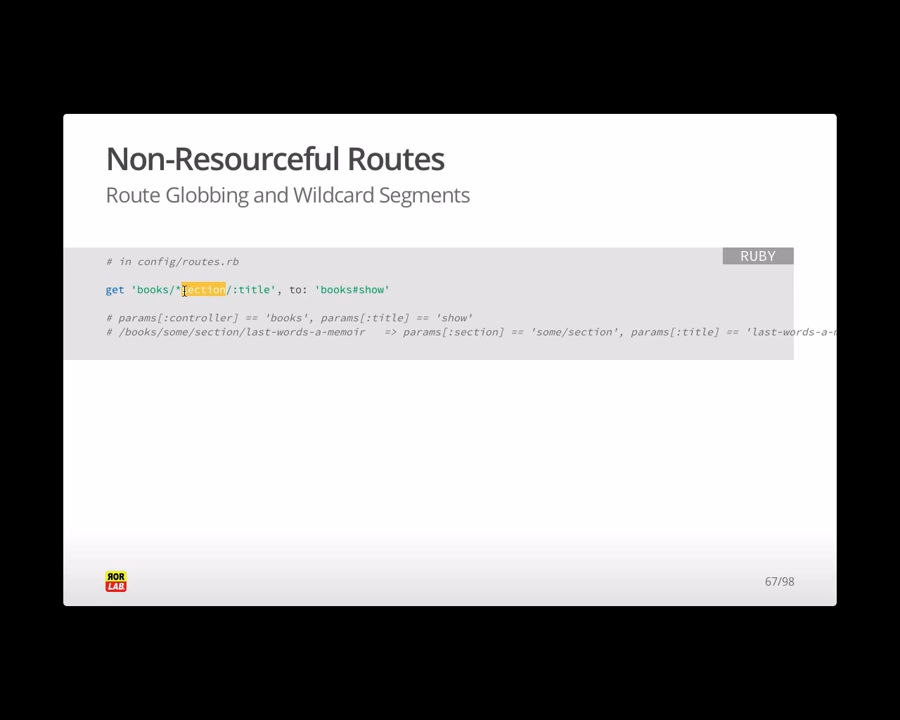 Non-Resourceful Routes
Route Globbing and Wildcard Segments
RUBY
# in config/routes.rb
get 'books/*section/:title', to: 'books#show'
# params[:controller] == 'books', params[:title] == 'show'
# /books/some/section/last-words-a-memoir => params[:section] == 'some/section', params[:title] == 'last-words-a-m
ROR
LAB.
67/98